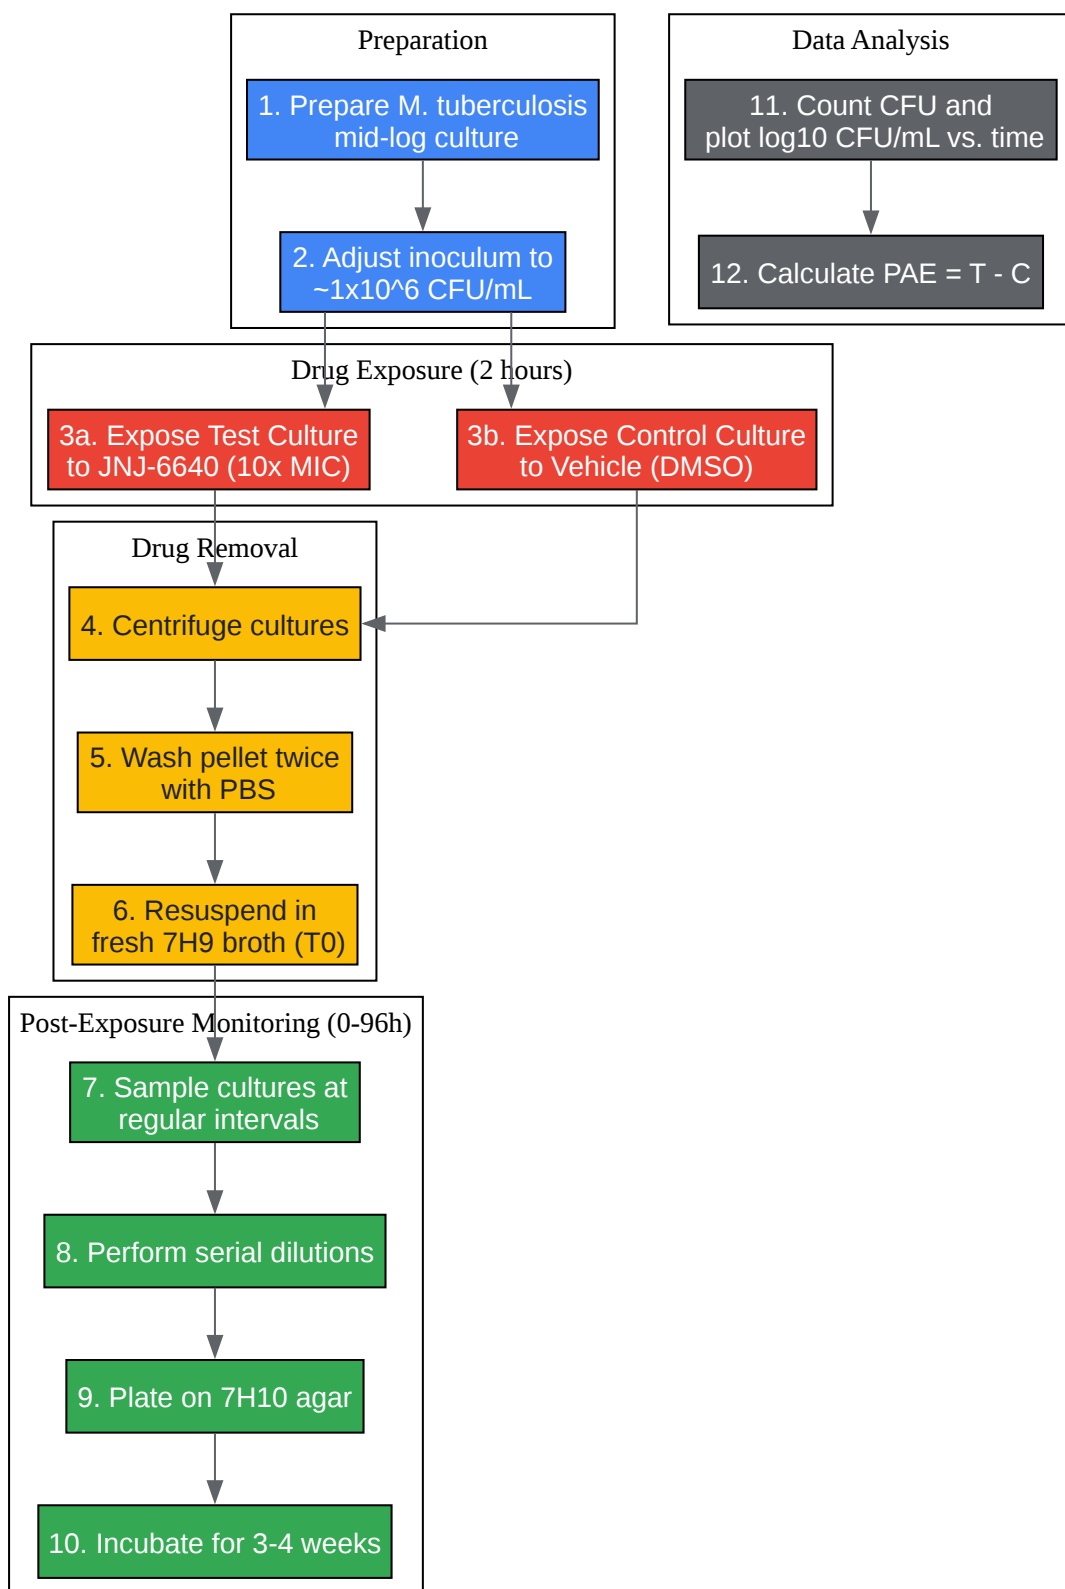 Preparation
1. Prepare M. tuberculosis
mid-log culture
2. Adjust inoculum to
~1x10^6 CFU/mL
Data Analysis
11. Count CFU and
plot log10 CFU/mL vs. time
12. Calculate PAE = T - C
Drug Exposure (2 hours)
3a. Expose Test Culture
to JNJ-6640 (10x MIC)
3b. Expose Control Culture
to Vehicle (DMSO)
Drug Removal
4. Centrifuge cultures
5. Wash pellet twice
with PBS
6. Resuspend in
fresh 7H9 broth (T0)
Post-Exposure Monitoring (0-96h)
7. Sample cultures at
regular intervals
8. Perform serial dilutions
9. Plate on 7H10 agar
10. Incubate for 3-4 weeks